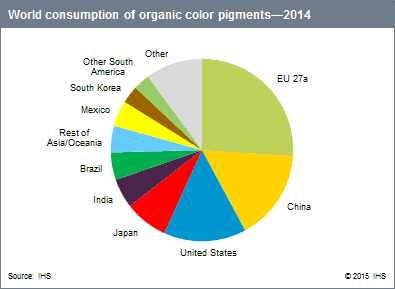 World consumption of organic color pigments—2014
Other
Other South
America
EU 27a
South Korea
Mexico
Rest of
Asia/Oceania
Brazil
India
China
Japan
United States
Source: IHS
© 2015 IHS